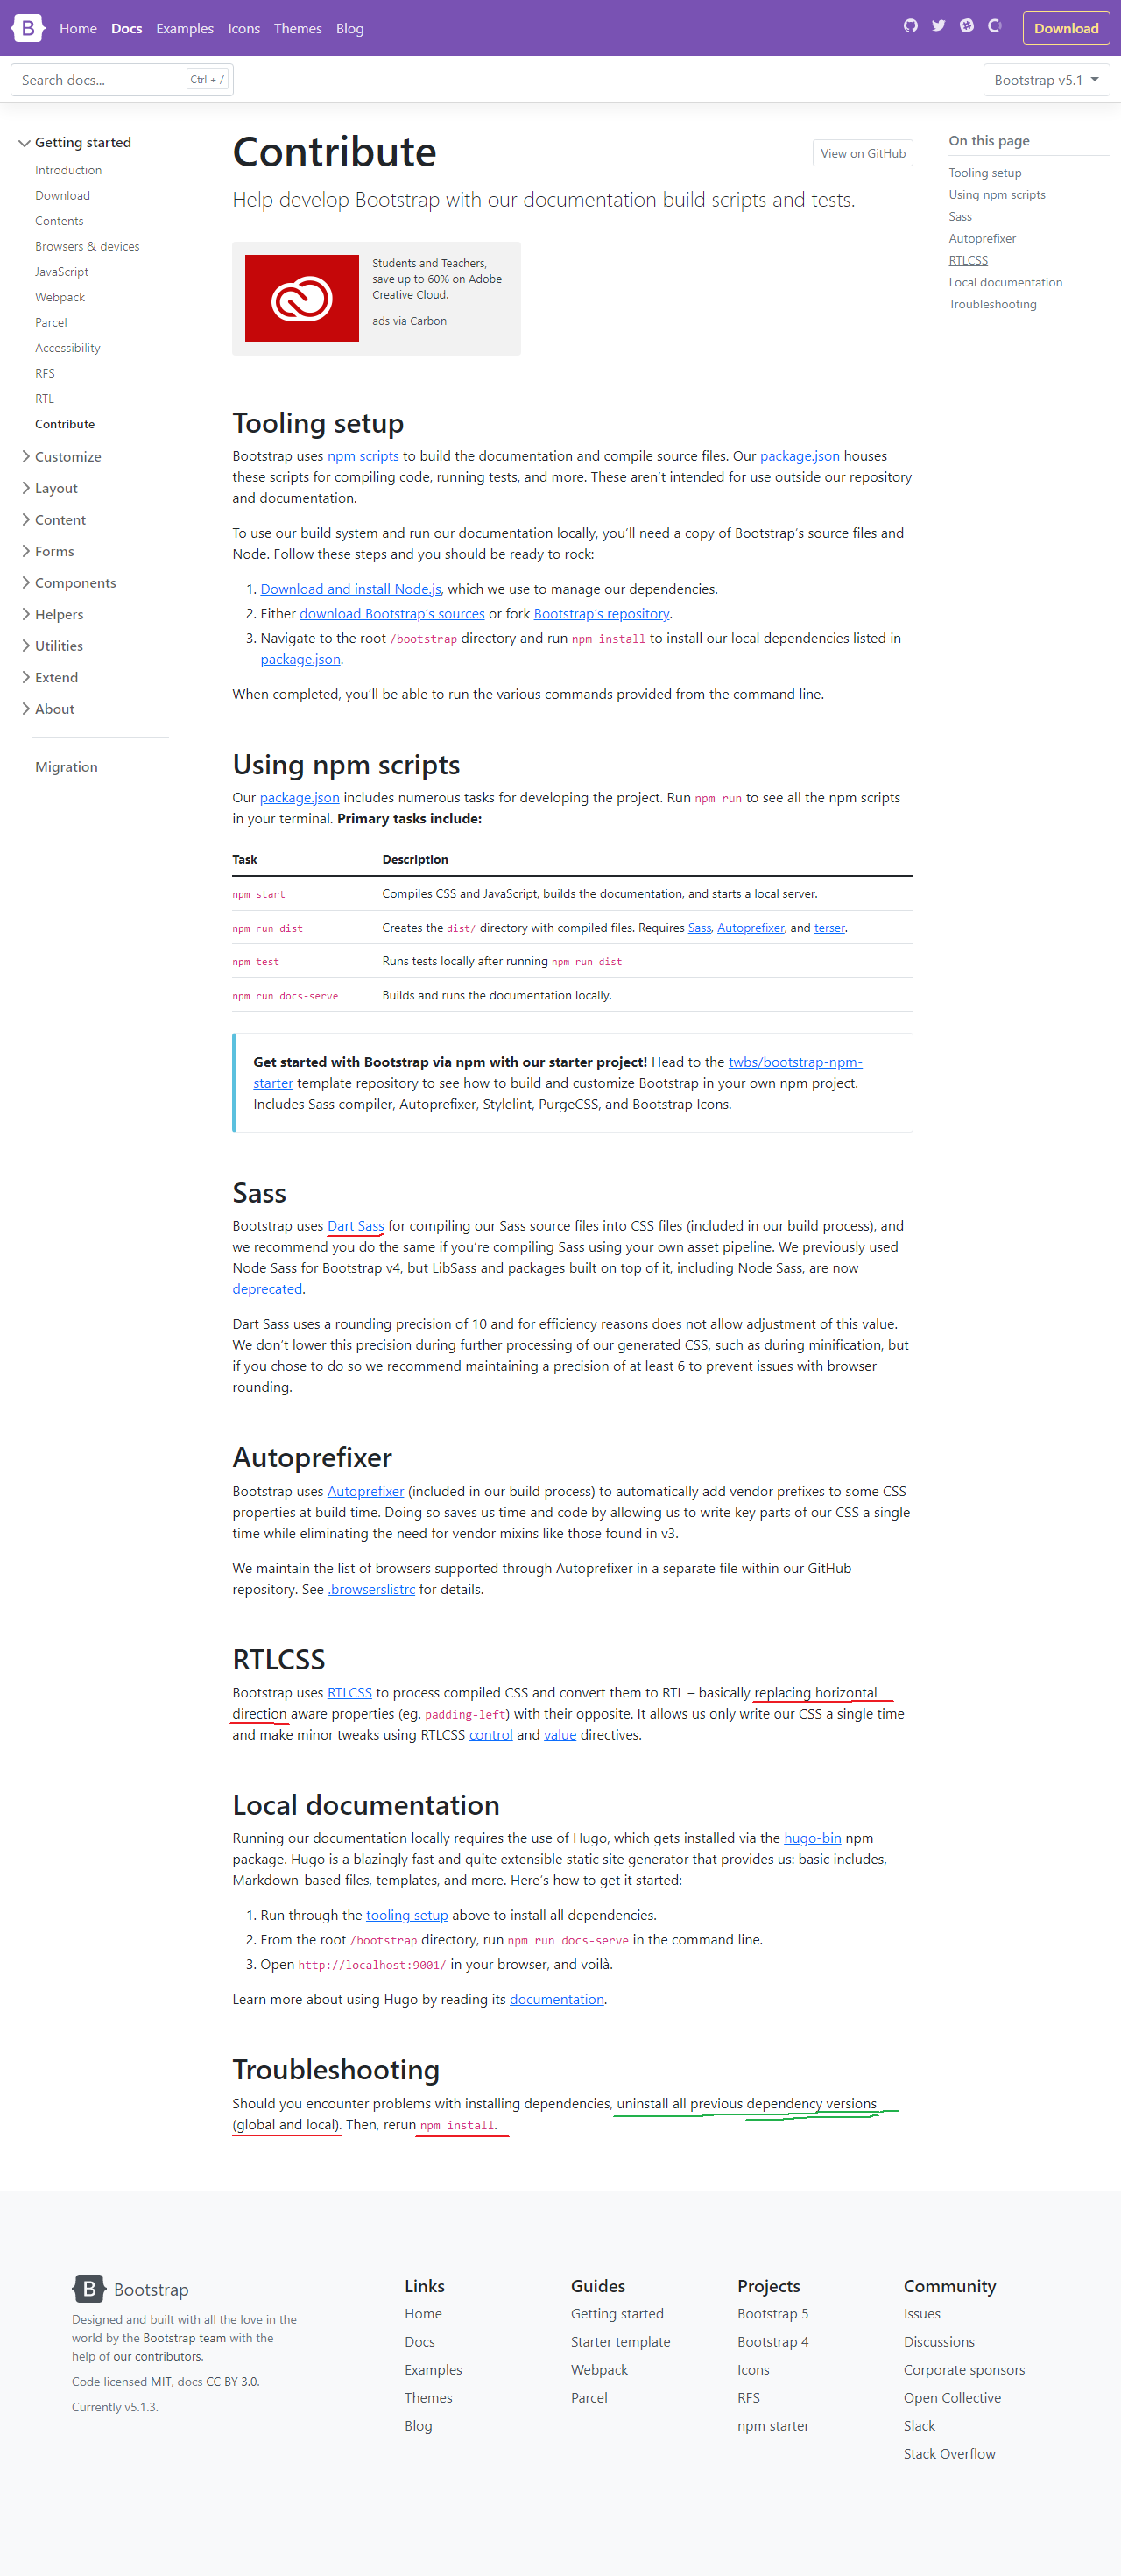 B Home Docs Examples Icons Themes Blog Download
Search docs... Ctrl + / Bootstrap v5.1
Getting started
Introduction
Download
Contents
Browsers & devices
JavaScript
Webpack
Parcel
Accessibility
RFS
RTL
Contribute
Customize
Layout
Content
Forms
Components
Helpers
Utilities
Extend
About
Migration
Contribute
View on GitHub
Help develop Bootstrap with our documentation build scripts and tests.
Students and Teachers,
save up to 60% on Adobe
Creative Cloud.
ads via Carbon
On this page
Tooling setup
Using npm scripts
Sass
Autoprefixer
RTLCSS
Local documentation
Troubleshooting
Tooling setup
Bootstrap uses npm scripts to build the documentation and compile source files. Our package.json houses
these scripts for compiling code, running tests, and more. These aren’t intended for use outside our repository
and documentation.
To use our build system and run our documentation locally, you’ll need a copy of Bootstrap’s source files and
Node. Follow these steps and you should be ready to rock:
1. Download and install Node.js, which we use to manage our dependencies.
2. Either download Bootstrap’s sources or fork Bootstrap’s repository.
3. Navigate to the root /bootstrap directory and run npm install to install our local dependencies listed in
package.json.
When completed, you’ll be able to run the various commands provided from the command line.
Using npm scripts
Our package.json includes numerous tasks for developing the project. Run npm run to see all the npm scripts
in your terminal. Primary tasks include:
Task Description
npm start Compiles CSS and JavaScript, builds the documentation, and starts a local server.
npm run dist Creates the dist/ directory with compiled files. Requires Sass, Autoprefixer, and terser.
npm test Runs tests locally after running npm run dist
npm run docs-serve Builds and runs the documentation locally.
Get started with Bootstrap via npm with our starter project! Head to the twbs/bootstrap-npm-
starter template repository to see how to build and customize Bootstrap in your own npm project.
Includes Sass compiler, Autoprefixer, Stylelint, PurgeCSS, and Bootstrap Icons.
Sass
Bootstrap uses Dart Sass for compiling our Sass source files into CSS files (included in our build process), and
we recommend you do the same if you’re compiling Sass using your own asset pipeline. We previously used
Node Sass for Bootstrap v4, but LibSass and packages built on top of it, including Node Sass, are now
deprecated.
Dart Sass uses a rounding precision of 10 and for efficiency reasons does not allow adjustment of this value.
We don’t lower this precision during further processing of our generated CSS, such as during minification, but
if you chose to do so we recommend maintaining a precision of at least 6 to prevent issues with browser
rounding.
Autoprefixer
Bootstrap uses Autoprefixer (included in our build process) to automatically add vendor prefixes to some CSS
properties at build time. Doing so saves us time and code by allowing us to write key parts of our CSS a single
time while eliminating the need for vendor mixins like those found in v3.
We maintain the list of browsers supported through Autoprefixer in a separate file within our GitHub
repository. See .browserslistrc for details.
RTLCSS
Bootstrap uses RTLCSS to process compiled CSS and convert them to RTL – basically replacing horizontal
direction aware properties (eg. padding-left) with their opposite. It allows us only write our CSS a single time
and make minor tweaks using RTLCSS control and value directives.
Local documentation
Running our documentation locally requires the use of Hugo, which gets installed via the hugo-bin npm
package. Hugo is a blazingly fast and quite extensible static site generator that provides us: basic includes,
Markdown-based files, templates, and more. Here’s how to get it started:
1. Run through the tooling setup above to install all dependencies.
2. From the root /bootstrap directory, run npm run docs-serve in the command line.
3. Open http://localhost:9001/ in your browser, and voilà.
Learn more about using Hugo by reading its documentation.
Troubleshooting
Should you encounter problems with installing dependencies, uninstall all previous dependency versions
(global and local). Then, rerun npm install.
B Bootstrap
Designed and built with all the love in the
world by the Bootstrap team with the
help of our contributors.
Code licensed MIT, docs CC BY 3.0.
Currently v5.1.3.
Links
Home
Docs
Examples
Themes
Blog
Guides
Getting started
Starter template
Webpack
Parcel
Projects
Bootstrap 5
Bootstrap 4
Icons
RFS
npm starter
Community
Issues
Discussions
Corporate sponsors
Open Collective
Slack
Stack Overflow